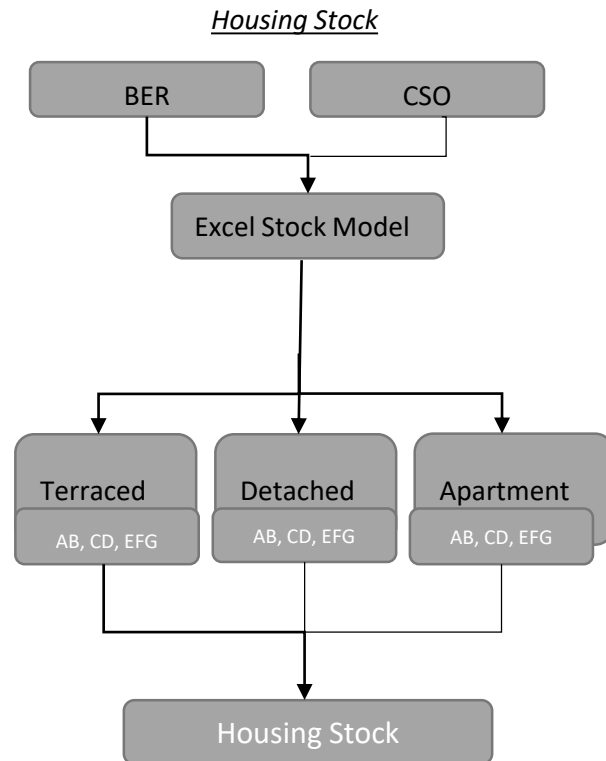 Housing Stock
BER
CSO
Excel Stock Model
Terraced
Detached
Apartment
AB, CD, EFG
AB, CD, EFG
AB, CD, EFG
Housing Stock